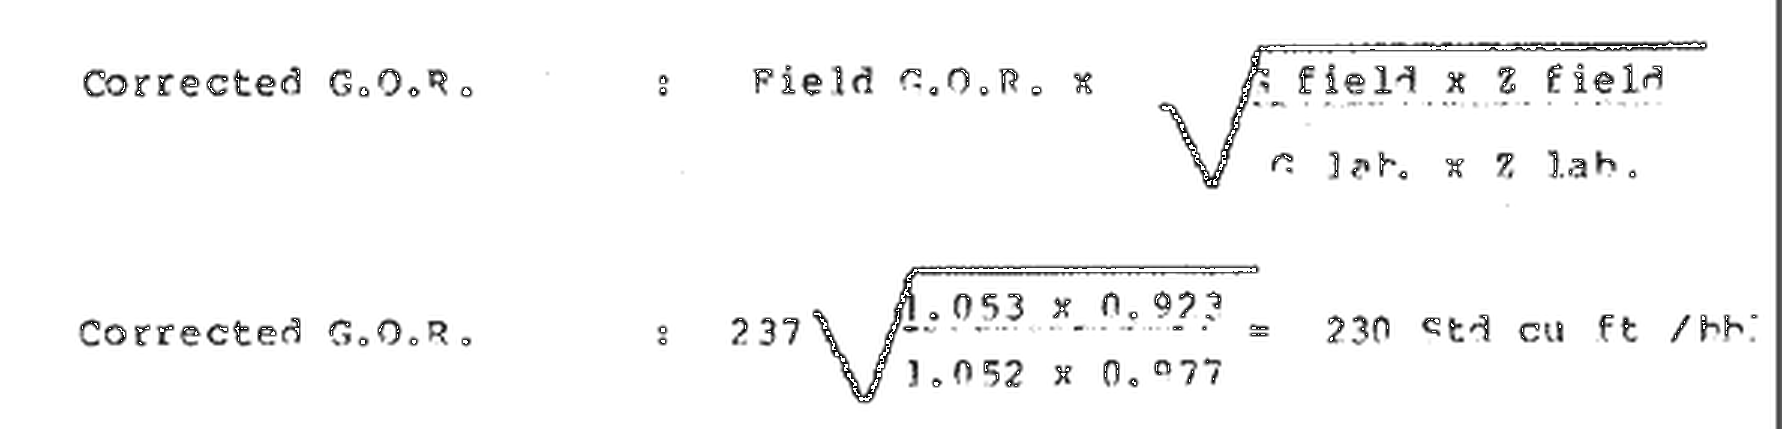 Corrected G.O.R. : Field G.O.R. x √ G field x Z field
G lab. x Z lab.
Corrected G.O.R. : 237 √ 1.053 x 0.923 = 230 Std cu ft /bbl
1.052 x 0.977